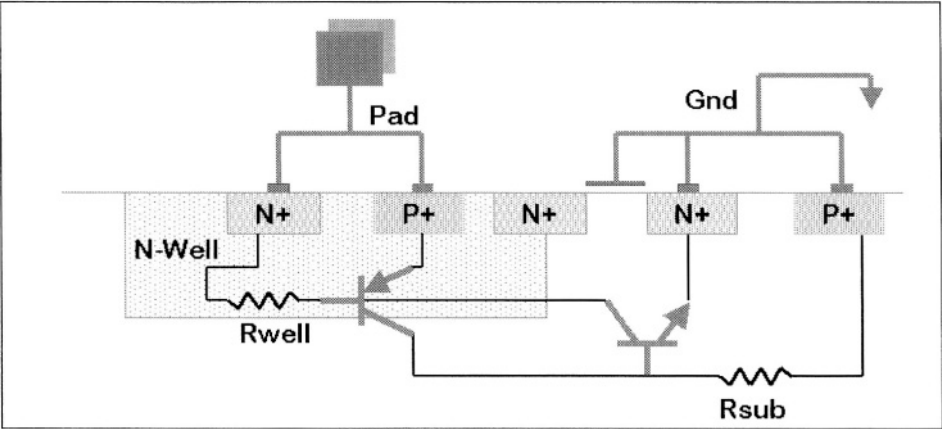 Pad
Gnd
N+
P+
N+
N+
P+
N-Well
Rwell
Rsub